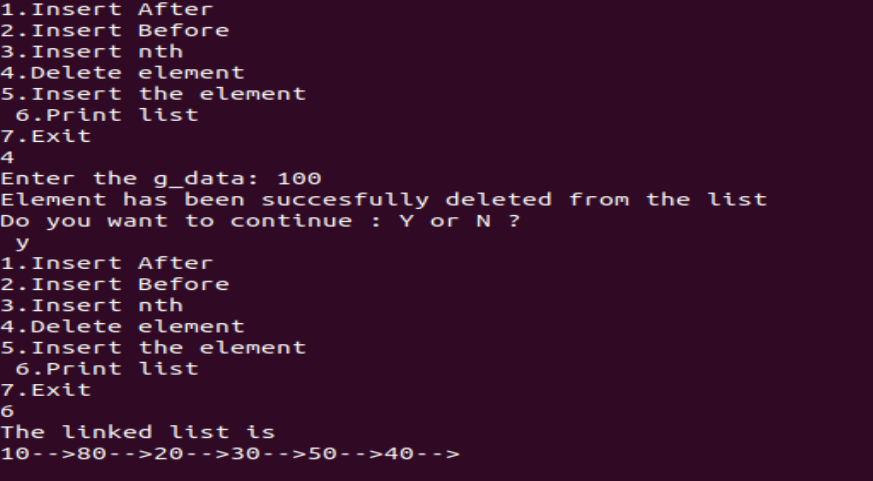 1.Insert After
2.Insert Before
3.Insert nth
4.Delete element
5.Insert the element
6.Print list
7.Exit
4
Enter the g_data: 100
Element has been succesfully deleted from the list
Do you want to continue : Y or N ?
y
1.Insert After
2.Insert Before
3.Insert nth
4.Delete element
5.Insert the element
6.Print list
7.Exit
6
The linked list is
10-->80-->20-->30-->50-->40-->